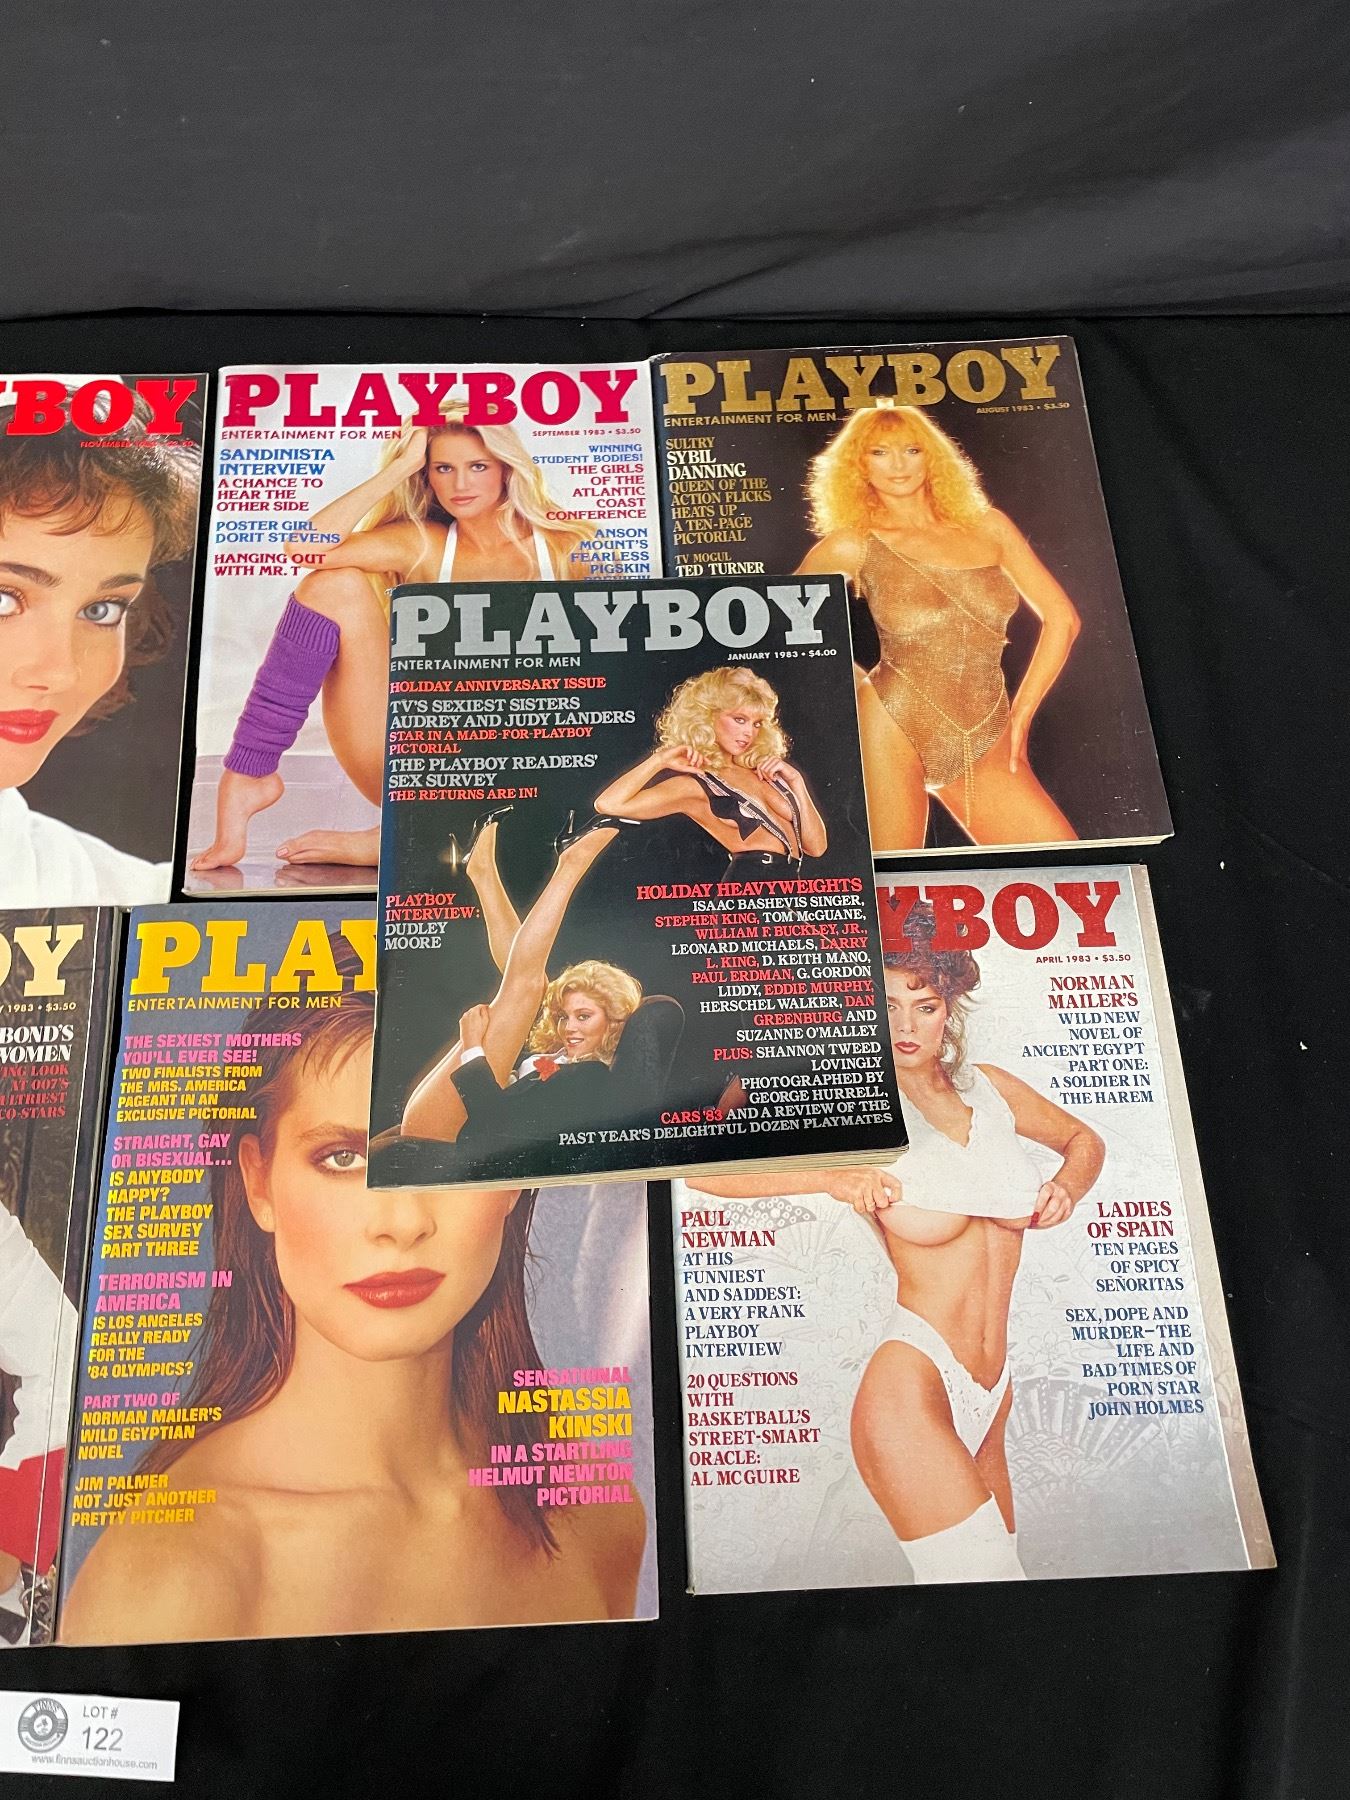 YBOY
NOVEMBER
PLAYBOY
ENTERTAINMENT FOR MEN
SEPTEMBER 1983 • $3.50
SANDINISTA
INTERVIEW
A CHANCE TO
HEAR THE
OTHER SIDE
POSTER GIRL
DORIT STEVENS
HANGING OUT
WITH MR. T
WINNING
STUDENT BODIES!
THE GIRLS
OF THE
ATLANTIC
COAST
CONFERENCE
ANSON
MOUNT'S
FEARLESS
PIGSKIN
PLAYBOY
ENTERTAINMENT FOR MEN
AUGUST 1983 • $3.50
SULTRY
SYBIL
DANNING
QUEEN OF THE
ACTION FLICKS
HEATS UP
A TEN-PAGE
PICTORIAL
TV MOGUL
TED TURNER
PLAYBOY
ENTERTAINMENT FOR MEN
JANUARY 1983 • $4.00
HOLIDAY ANNIVERSARY ISSUE
TV'S SEXIEST SISTERS
AUDREY AND JUDY LANDERS
STAR IN A MADE-FOR-PLAYBOY
PICTORIAL
THE PLAYBOY READERS'
SEX SURVEY
THE RETURNS ARE IN!
PLAYBOY
INTERVIEW:
DUDLEY
MOORE
HOLIDAY HEAVYWEIGHTS
ISAAC BASHEVIS SINGER,
STEPHEN KING, TOM McGUANE,
WILLIAM F. BUCKLEY, JR.,
LEONARD MICHAELS, LARRY
L. KING, D. KEITH MANO,
PAUL ERDMAN, G. GORDON
LIDDY, EDDIE MURPHY,
HERSCHEL WALKER, DAN
GREENBURG AND
SUZANNE O'MALLEY
PLUS: SHANNON TWEED
LOVINGLY
PHOTOGRAPHED BY
GEORGE HURRELL,
CARS '83 AND A REVIEW OF THE
PAST YEAR'S DELIGHTFUL DOZEN PLAYMATES
OY
Y 1983 • $3.50
BOND'S
WOMEN
ING LOOK
AT 007'S
ULTRIEST
CO-STARS
PLAY
ENTERTAINMENT FOR MEN
THE SEXIEST MOTHERS
YOU'LL EVER SEE!
TWO FINALISTS FROM
THE MRS. AMERICA
PAGEANT IN AN
EXCLUSIVE PICTORIAL
STRAIGHT, GAY
OR BISEXUAL...
IS ANYBODY
HAPPY?
THE PLAYBOY
SEX SURVEY
PART THREE
TERRORISM IN
AMERICA
IS LOS ANGELES
REALLY READY
FOR THE
'84 OLYMPICS?
PART TWO OF
NORMAN MAILER'S
WILD EGYPTIAN
NOVEL
JIM PALMER
NOT JUST ANOTHER
PRETTY PITCHER
SENSATIONAL
NASTASSIA
KINSKI
IN A STARTLING
HELMUT NEWTON
PICTORIAL
YBOY
APRIL 1983 • $3.50
NORMAN
MAILER'S
WILD NEW
NOVEL OF
ANCIENT EGYPT
PART ONE:
A SOLDIER IN
THE HAREM
LADIES
OF SPAIN
TEN PAGES
OF SPICY
SEÑORITAS
SEX, DOPE AND
MURDER—THE
LIFE AND
BAD TIMES OF
PORN STAR
JOHN HOLMES
PAUL
NEWMAN
AT HIS
FUNNIEST
AND SADDEST:
A VERY FRANK
PLAYBOY
INTERVIEW
20 QUESTIONS
WITH
BASKETBALL'S
STREET-SMART
ORACLE:
AL McGUIRE
FINNS
LOT #
122
www.finnsauctionhouse.com